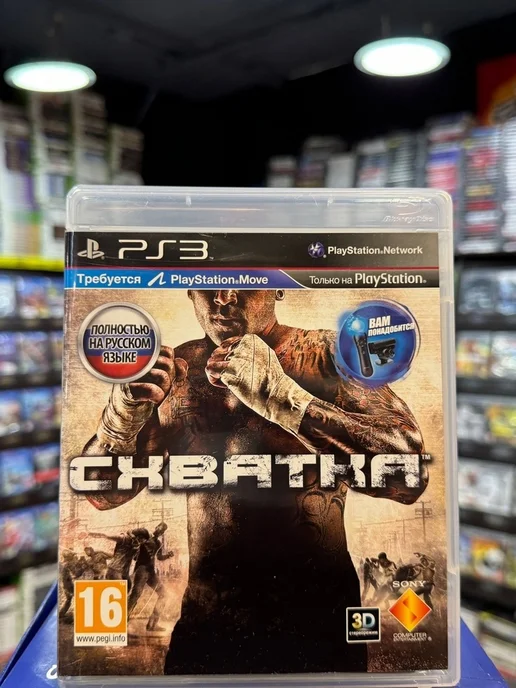 PS3
PlayStation®Network
Требуется PlayStation®Move
Только на PlayStation®
ПОЛНОСТЬЮ
НА РУССКОМ
ЯЗЫКЕ
ВАМ
ПОНАДОБИТСЯ
СХВАТКА™
16
www.pegi.info
3D
SONY
COMPUTER
ENTERTAINMENT